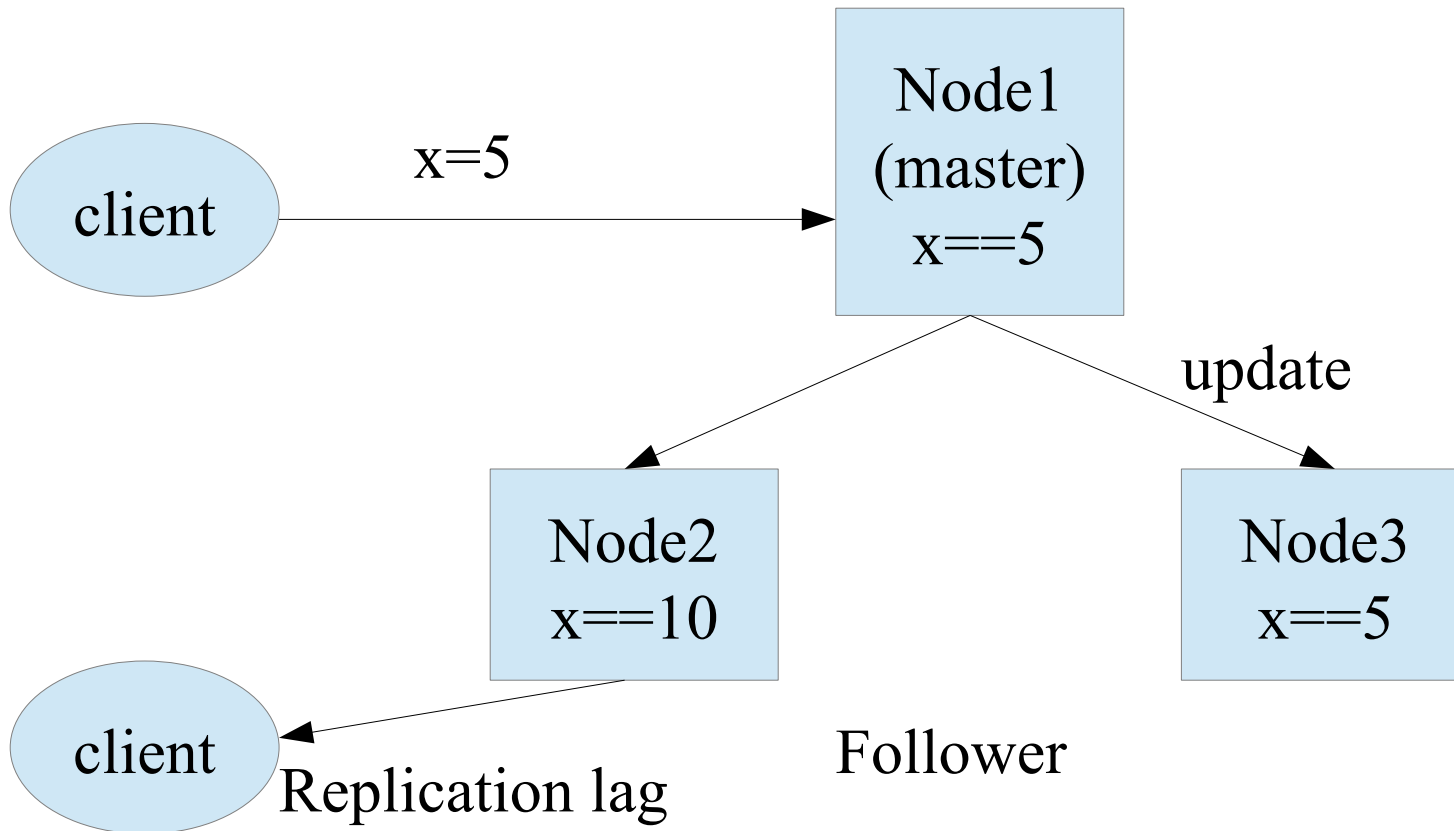 Node1
(master)
x==5
x=5
client
update
Node2
x==10
Node3
x==5
client
Replication lag
Follower